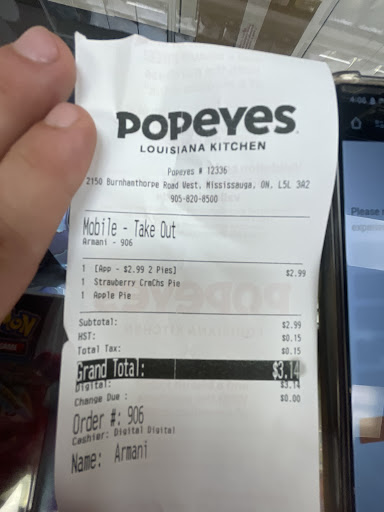 POPEYES
LOUISIANA KITCHEN
Popeyes # 12336
2150 Burnhamthorpe Road West, Mississauga, ON, L5L 3A2
905-820-8500
Mobile - Take Out
Armani - 906
1 [App - $2.99 2 Pies] $2.99
1 Strawberry CrmChs Pie
1 Apple Pie
Subtotal: $2.99
HST: $0.15
Total Tax: $0.15
Grand Total: $3.14
Digital: $3.14
Change Due : $0.00
Order #: 906
Cashier: Digital Digital
Name: Armani
4:06
Please